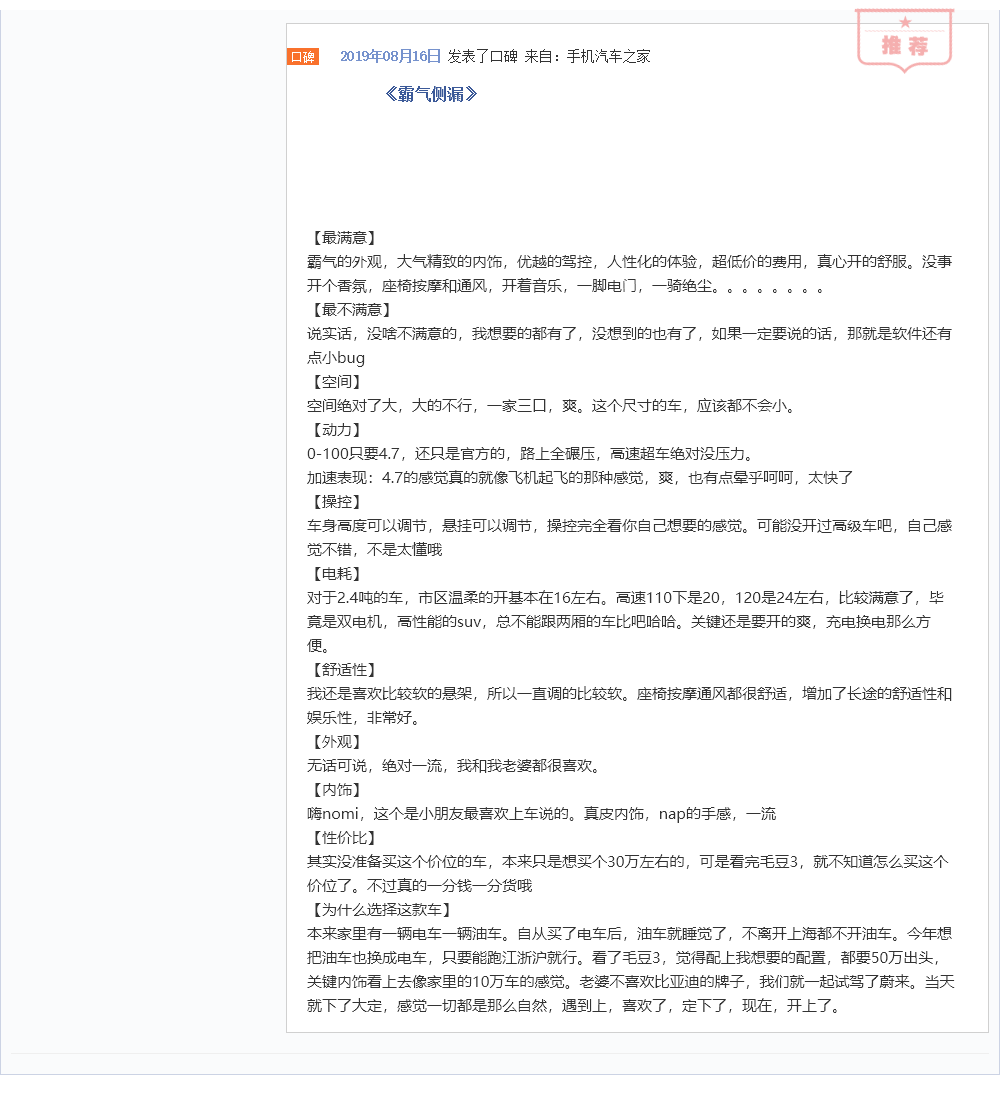 推荐
口碑 2019年08月16日 发表了口碑 来自：手机汽车之家
《霸气侧漏》
【最满意】
霸气的外观，大气精致的内饰，优越的驾控，人性化的体验，超低价的费用，真心开的舒服。没事
开个香氛，座椅按摩和通风，开着音乐，一脚电门，一骑绝尘。。。。。。。。
【最不满意】
说实话，没啥不满意的，我想要的都有了，没想到的也有了，如果一定要说的话，那就是软件还有
点小bug
【空间】
空间绝对了大，大的不行，一家三口，爽。这个尺寸的车，应该都不会小。
【动力】
0-100只要4.7，还只是官方的，路上全碾压，高速超车绝对没压力。
加速表现：4.7的感觉真的就像飞机起飞的那种感觉，爽，也有点晕乎呵呵，太快了
【操控】
车身高度可以调节，悬挂可以调节，操控完全看你自己想要的感觉。可能没开过高级车吧，自己感
觉不错，不是太懂哦
【电耗】
对于2.4吨的车，市区温柔的开基本在16左右。高速110下是20，120是24左右，比较满意了，毕
竟是双电机，高性能的suv，总不能跟两厢的车比吧哈哈。关键还是要开的爽，充电换电那么方
便。
【舒适性】
我还是喜欢比较软的悬架，所以一直调的比较软。座椅按摩通风都很舒适，增加了长途的舒适性和
娱乐性，非常好。
【外观】
无话可说，绝对一流，我和我老婆都很喜欢。
【内饰】
嗨nomi，这个是小朋友最喜欢上车说的。真皮内饰，nap的手感，一流
【性价比】
其实没准备买这个价位的车，本来只是想买个30万左右的，可是看完毛豆3，就不知道怎么买这个
价位了。不过真的一分钱一分货哦
【为什么选择这款车】
本来家里有一辆电车一辆油车。自从买了电车后，油车就睡觉了，不离开上海都不开油车。今年想
把油车也换成电车，只要能跑江浙沪就行。看了毛豆3，觉得配上我想要的配置，都要50万出头，
关键内饰看上去像家里的10万车的感觉。老婆不喜欢比亚迪的牌子，我们就一起试驾了蔚来。当天
就下了大定，感觉一切都是那么自然，遇到上，喜欢了，定下了，现在，开上了。